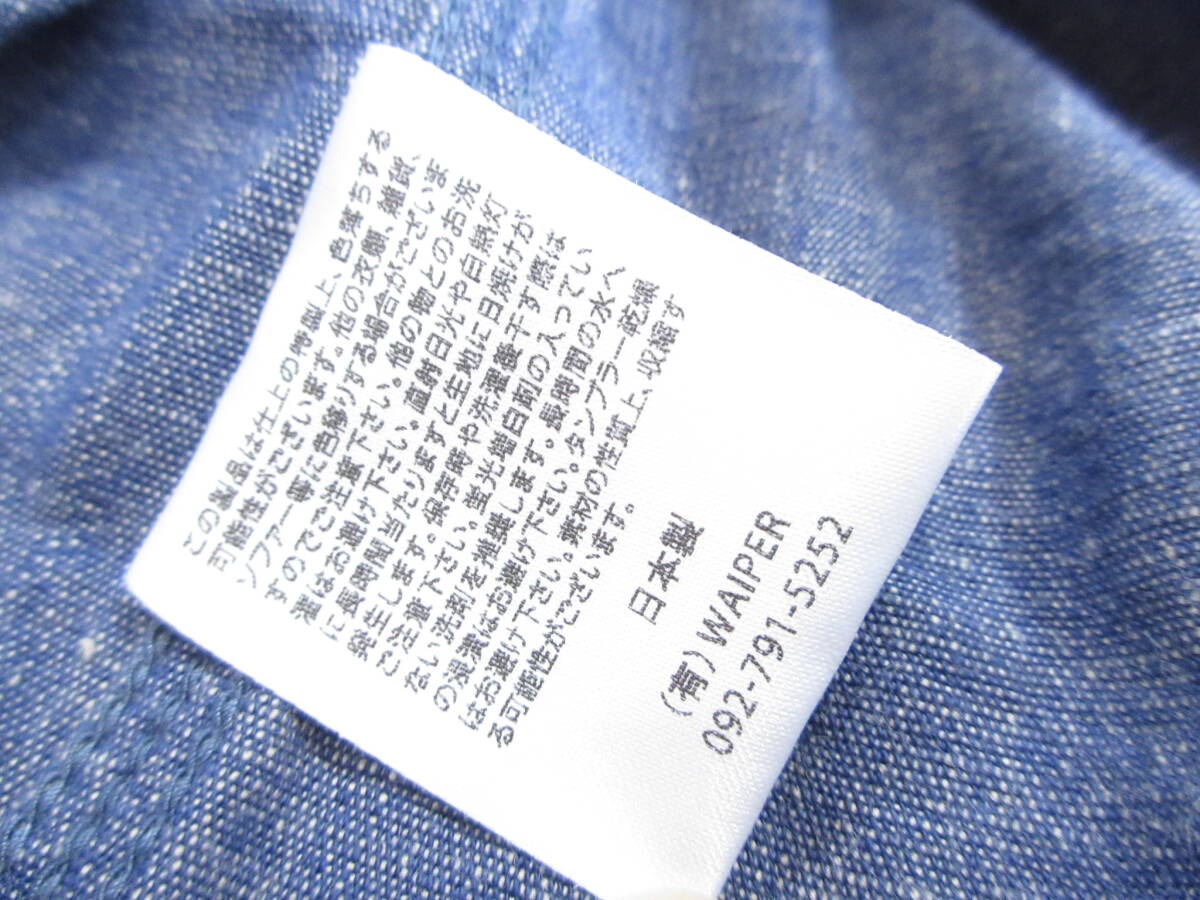 この製品は仕上の特製上、色落ちする
可能性がございます。他の衣類、雑貨、
ソファー等に色移りする場合がございま
すのでご注意下さい。他の物とのお洗
濯はお避け下さい。直射日光や白熱灯
に長時間当たりますと生地に日焼けが
発生します。保存時や洗濯後干す際は
ご注意下さい。蛍光増白剤の入ってい
ない洗剤を推奨します。長時間の水へ
の浸漬はお避け下さい。タンブラー乾燥
はお避け下さい。素材の性質上、収縮す
る可能性がございます。
日本製
(有) WAIPER
092-791-5252